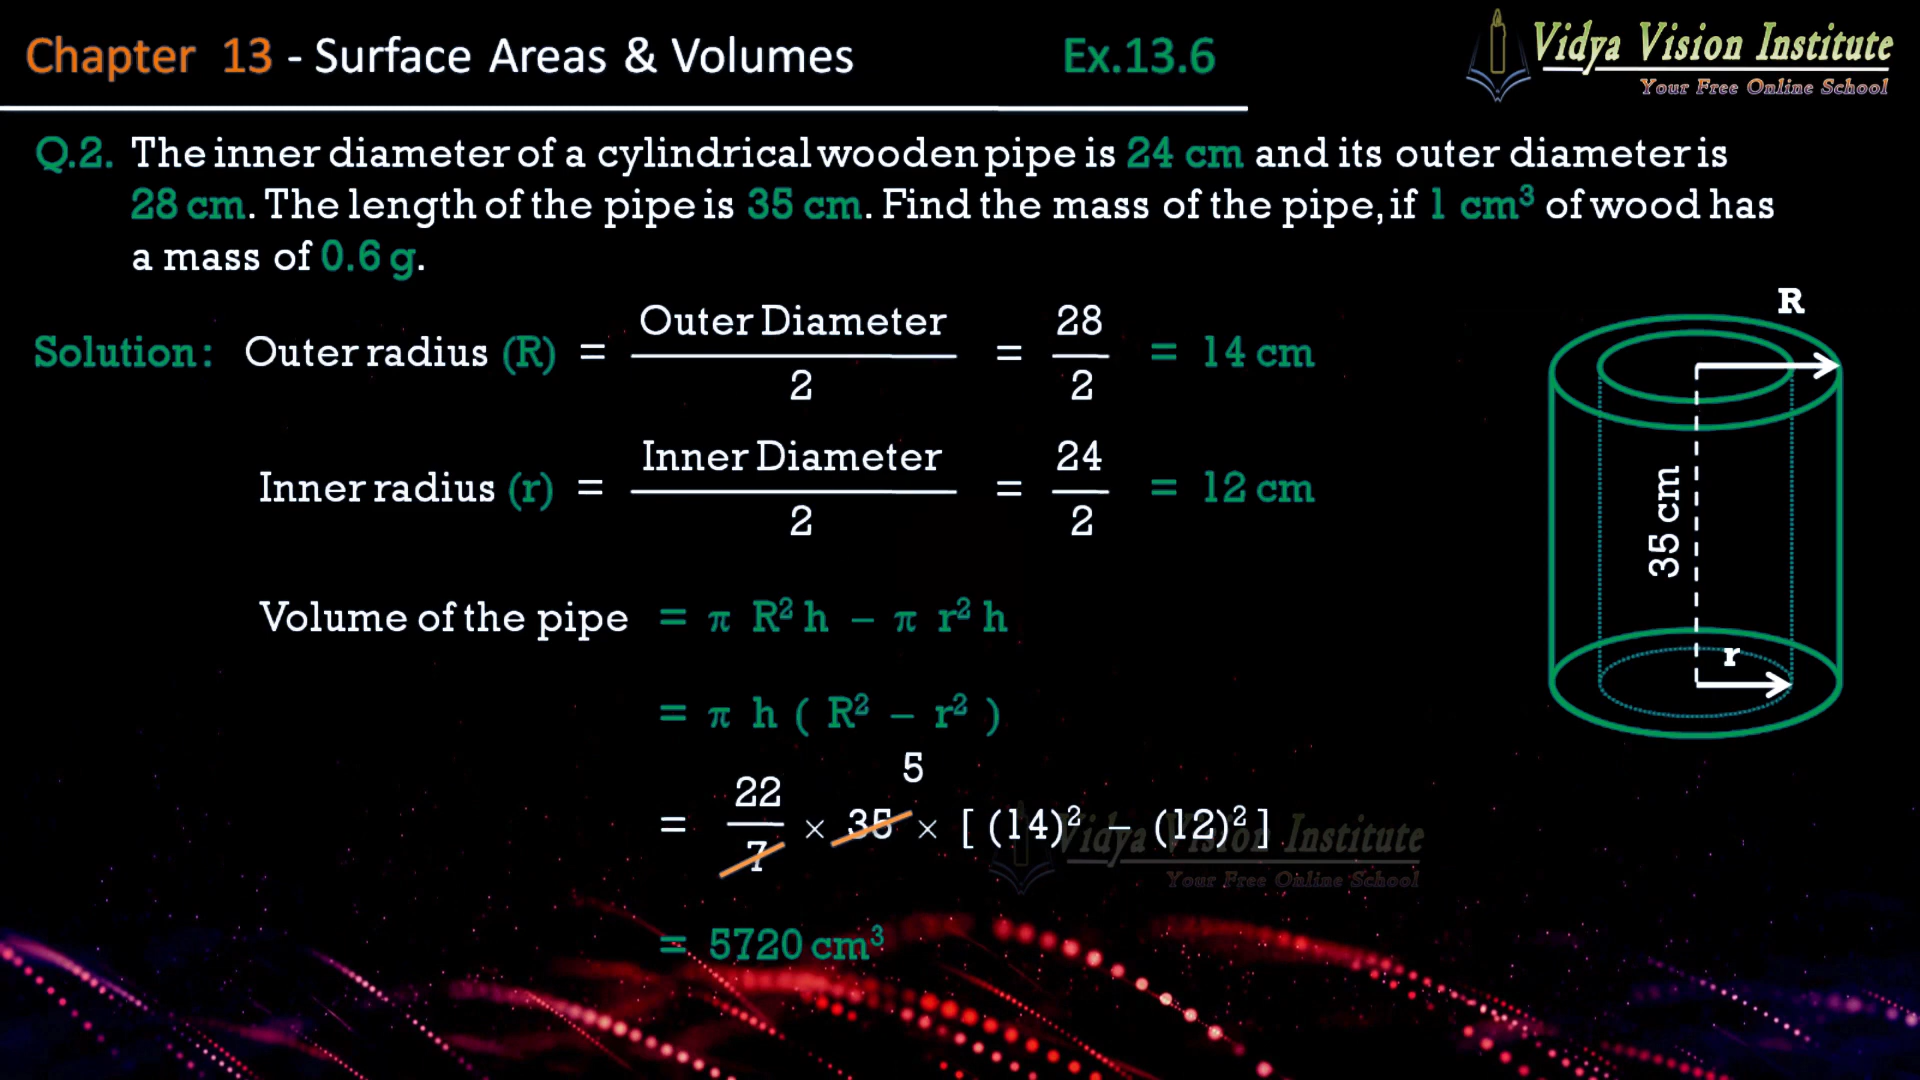 Chapter 13 - Surface Areas & Volumes Ex.13.6
Vidya Vision Institute
Your Free Online School
Q.2. The inner diameter of a cylindrical wooden pipe is 24 cm and its outer diameter is
28 cm. The length of the pipe is 35 cm. Find the mass of the pipe, if 1 cm³ of wood has
a mass of 0.6 g.
Solution: Outer radius (R) = Outer Diameter / 2 = 28 / 2 = 14 cm
Inner radius (r) = Inner Diameter / 2 = 24 / 2 = 12 cm
Volume of the pipe = π R² h – π r² h
= π h ( R² – r² )
5
= 22 / 7 × 35 × [ (14)² – (12)² ]
= 5720 cm³
R
35 cm
r
Vidya Vision Institute
Your Free Online School